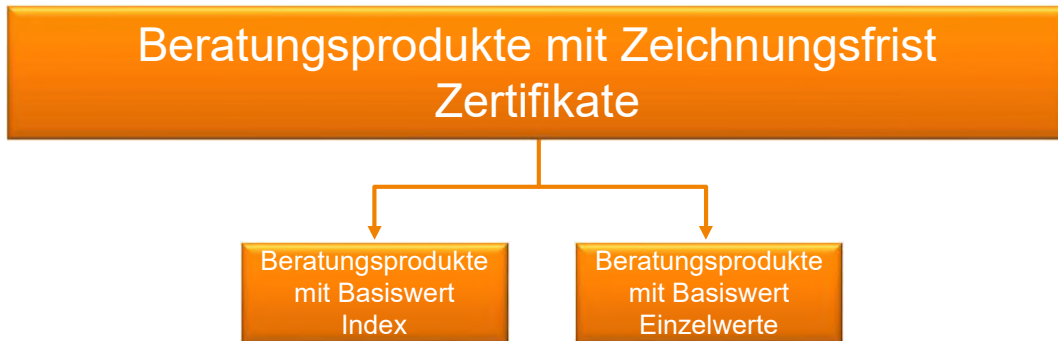 Beratungsprodukte mit Zeichnungsfrist
Zertifikate
Beratungsprodukte
mit Basiswert
Index
Beratungsprodukte
mit Basiswert
Einzelwerte